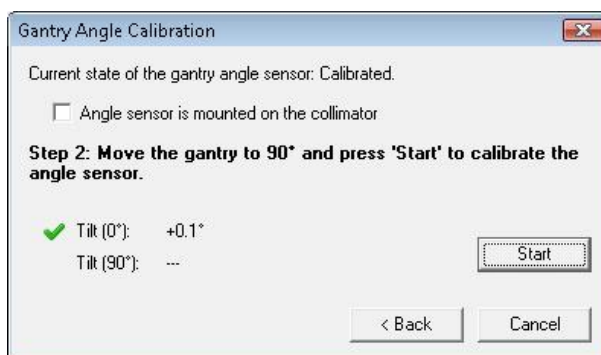 Gantry Angle Calibration
Current state of the gantry angle sensor: Calibrated.
Angle sensor is mounted on the collimator
Step 2: Move the gantry to 90° and press 'Start' to calibrate the
angle sensor.
Tilt (0°): +0.1°
Tilt (90°): ---
Start
< Back Cancel